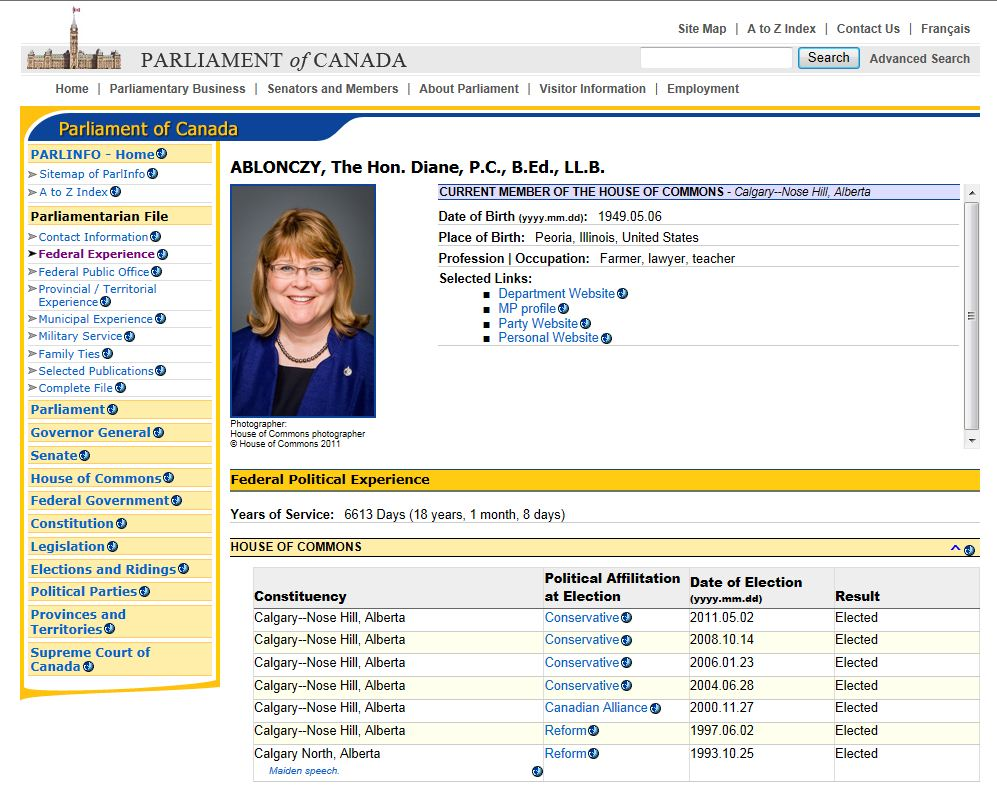 Site Map | A to Z Index | Contact Us | Français
PARLIAMENT of CANADA
Search Advanced Search
Home | Parliamentary Business | Senators and Members | About Parliament | Visitor Information | Employment
Parliament of Canada
PARLINFO - Home
Sitemap of ParlInfo
A to Z Index
Parliamentarian File
Contact Information
Federal Experience
Federal Public Office
Provincial / Territorial
Experience
Municipal Experience
Military Service
Family Ties
Selected Publications
Complete File
Parliament
Governor General
Senate
House of Commons
Federal Government
Constitution
Legislation
Elections and Ridings
Political Parties
Provinces and
Territories
Supreme Court of
Canada
ABLONCZY, The Hon. Diane, P.C., B.Ed., LL.B.
CURRENT MEMBER OF THE HOUSE OF COMMONS - Calgary--Nose Hill, Alberta
Date of Birth (yyyy.mm.dd): 1949.05.06
Place of Birth: Peoria, Illinois, United States
Profession | Occupation: Farmer, lawyer, teacher
Selected Links:
Department Website
MP profile
Party Website
Personal Website
Photographer:
House of Commons photographer
© House of Commons 2011
Federal Political Experience
Years of Service: 6613 Days (18 years, 1 month, 8 days)
HOUSE OF COMMONS
Constituency Political Affilitation at Election Date of Election (yyyy.mm.dd) Result
Calgary--Nose Hill, Alberta Conservative 2011.05.02 Elected
Calgary--Nose Hill, Alberta Conservative 2008.10.14 Elected
Calgary--Nose Hill, Alberta Conservative 2006.01.23 Elected
Calgary--Nose Hill, Alberta Conservative 2004.06.28 Elected
Calgary--Nose Hill, Alberta Canadian Alliance 2000.11.27 Elected
Calgary--Nose Hill, Alberta Reform 1997.06.02 Elected
Calgary North, Alberta Reform 1993.10.25 Elected
Maiden speech.